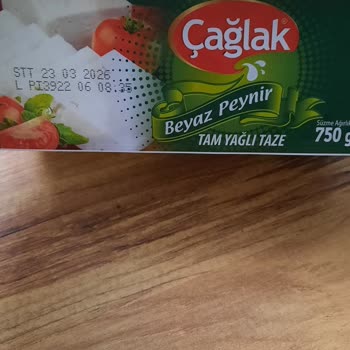 STT 23 03 2026
L PI3922 06 08:35
Çağlak
Beyaz Peynir
TAM YAĞLI TAZE
Süzme Ağırlık
750 g